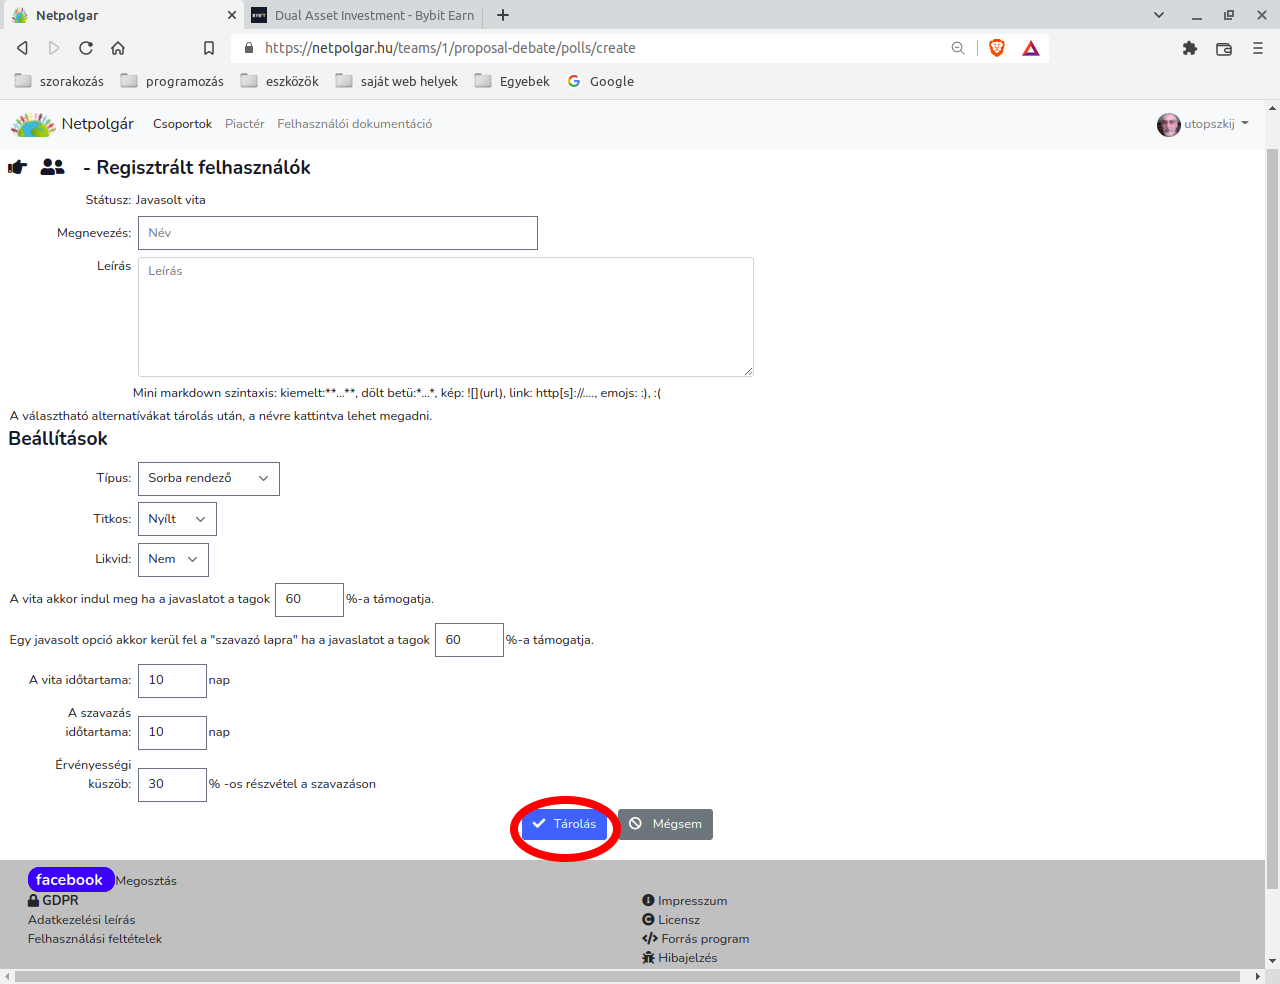 Netpolgar
Dual Asset Investment - Bybit Earn
https://netpolgar.hu/teams/1/proposal-debate/polls/create
szorakozás programozás eszközök saját web helyek Egyebek Google
Netpolgár Csoportok Piactér Felhasználói dokumentáció utopszkij
- Regisztrált felhasználók
Státusz: Javasolt vita
Megnevezés: Név
Leírás Leírás
Mini markdown szintaxis: kiemelt:**...**, dölt betü:*...*, kép: ![](url), link: http[s]://...., emojs: :), :(
A választható alternatívákat tárolás után, a névre kattintva lehet megadni.
Beállítások
Típus: Sorba rendező
Titkos: Nyílt
Likvid: Nem
A vita akkor indul meg ha a javaslatot a tagok 60 %-a támogatja.
Egy javasolt opció akkor kerül fel a "szavazó lapra" ha a javaslatot a tagok 60 %-a támogatja.
A vita időtartama: 10 nap
A szavazás
időtartama: 10 nap
Érvényességi
küszöb: 30 % -os részvétel a szavazáson
Tárolás Mégsem
facebook Megosztás
GDPR
Adatkezelési leírás
Felhasználási feltételek
Impresszum
Licensz
Forrás program
Hibajelzés